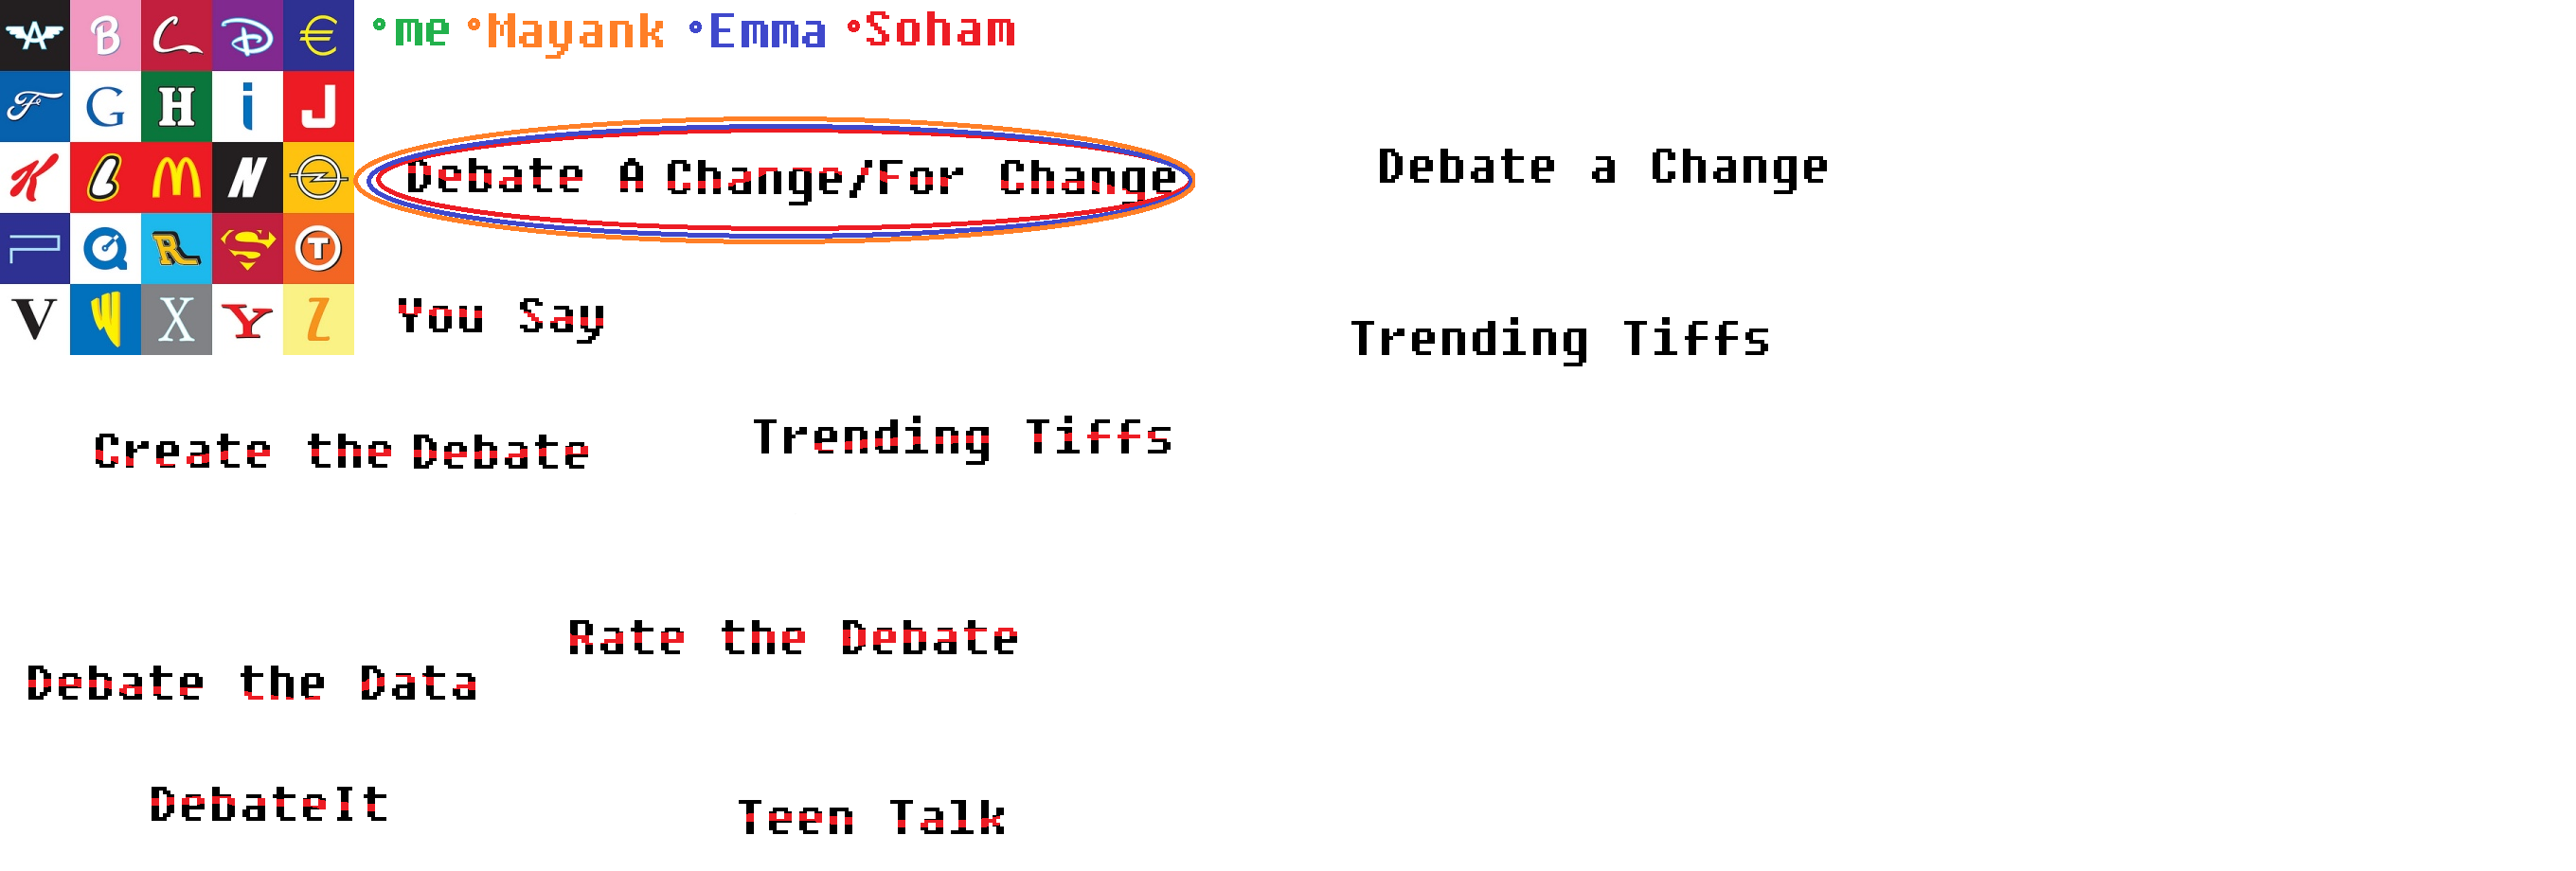 A B C D €
F G H i J
K L M N O
P Q R S T
V W X Y Z
°me °Mayank °Emma °Soham
Debate A Change/For Change
Debate a Change
You Say
Trending Tiffs
Create the Debate
Trending Tiffs
Rate the Debate
Debate the Data
DebateIt
Teen Talk